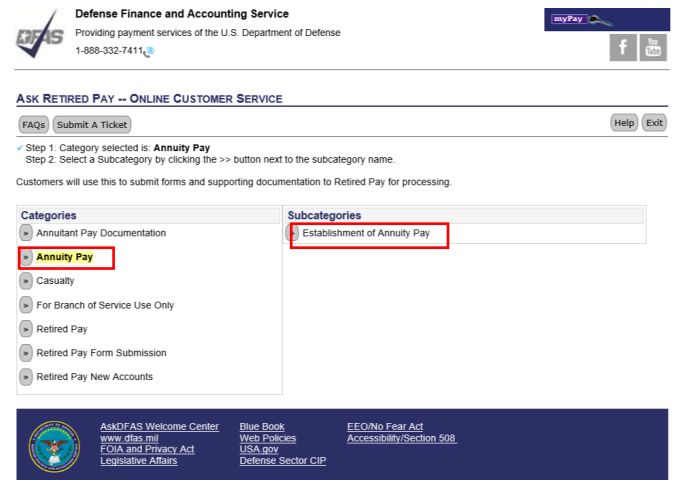 DFAS
Defense Finance and Accounting Service
Providing payment services of the U.S. Department of Defense
1-888-332-7411
myPay
f
You
Tube
ASK RETIRED PAY -- ONLINE CUSTOMER SERVICE
FAQs Submit A Ticket
Help Exit
✓ Step 1: Category selected is: Annuity Pay
Step 2: Select a Subcategory by clicking the >> button next to the subcategory name.
Customers will use this to submit forms and supporting documentation to Retired Pay for processing.
Categories
» Annuitant Pay Documentation
» Annuity Pay
» Casualty
» For Branch of Service Use Only
» Retired Pay
» Retired Pay Form Submission
» Retired Pay New Accounts
Subcategories
» Establishment of Annuity Pay
AskDFAS Welcome Center
www.dfas.mil
FOIA and Privacy Act
Legislative Affairs
Blue Book
Web Policies
USA.gov
Defense Sector CIP
EEO/No Fear Act
Accessibility/Section 508